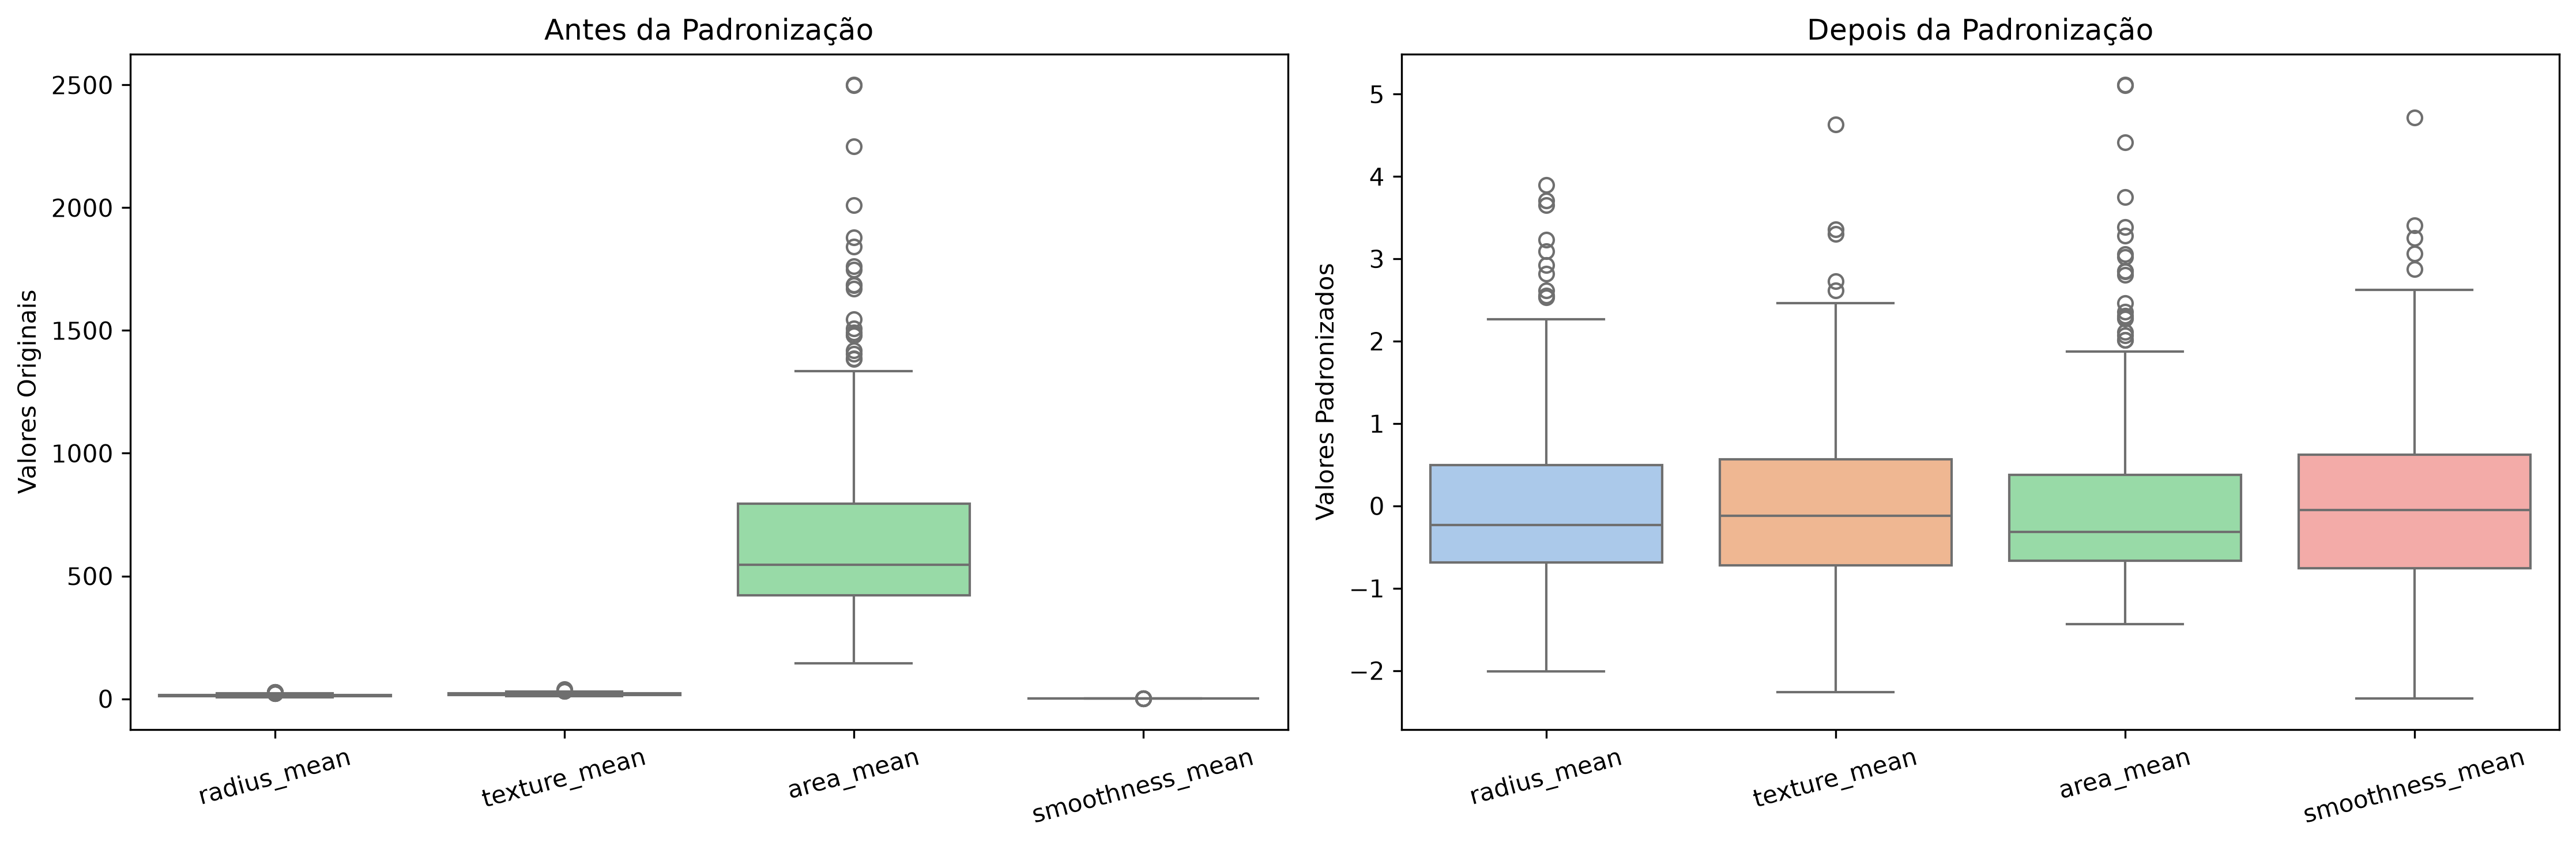 Antes da Padronização
Valores Originais
2500
2000
1500
1000
500
0
radius_mean
texture_mean
area_mean
smoothness_mean
Depois da Padronização
Valores Padronizados
5
4
3
2
1
0
−1
−2
radius_mean
texture_mean
area_mean
smoothness_mean